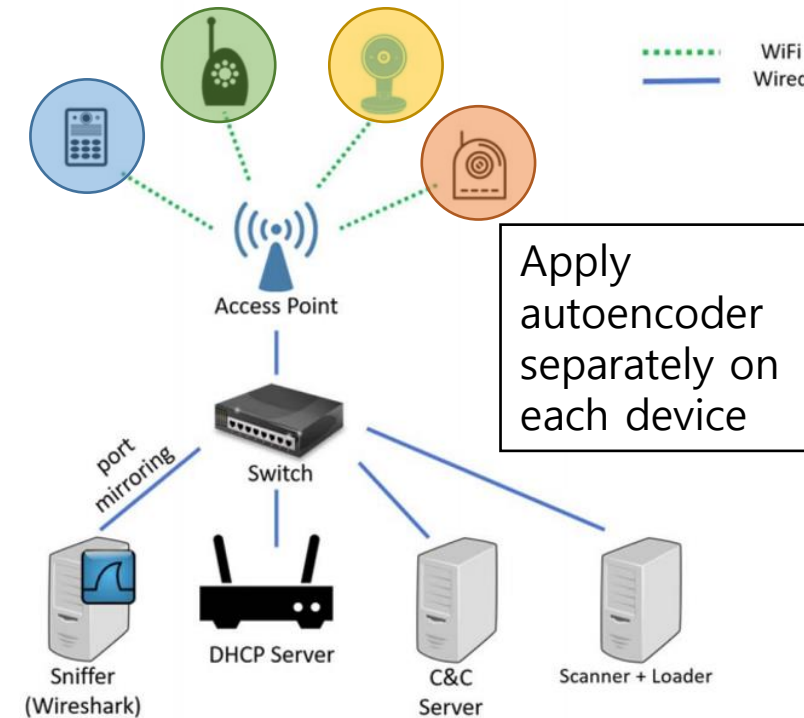 WiFi
Wired
Access Point
Apply
autoencoder
separately on
each device
port
mirroring
Switch
Sniffer
(Wireshark)
DHCP Server
C&C
Server
Scanner + Loader